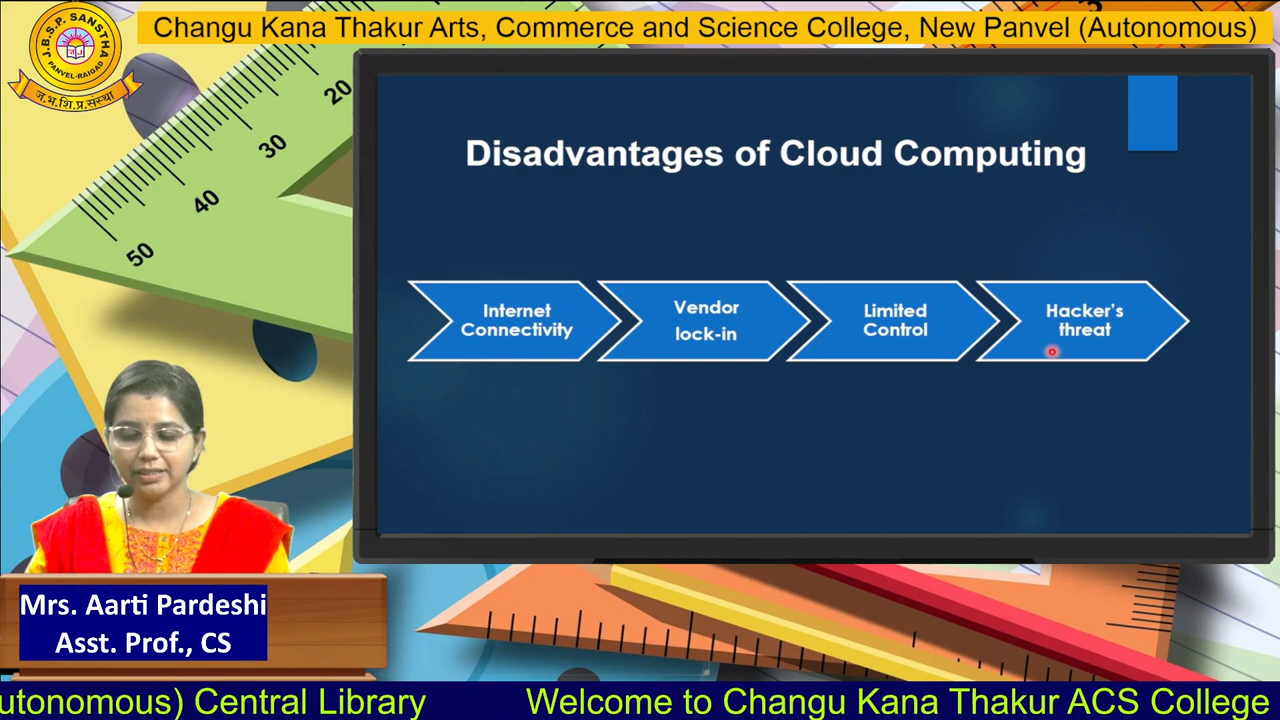 Changu Kana Thakur Arts, Commerce and Science College, New Panvel (Autonomous)
J.B.S.P. SANSTHA
PANVEL-RAIGAD
ज.भ.शि.प्र.संस्था
20
30
40
50
Disadvantages of Cloud Computing
Internet
Connectivity
Vendor
lock-in
Limited
Control
Hacker's
threat
Mrs. Aarti Pardeshi
Asst. Prof., CS
utonomous) Central Library Welcome to Changu Kana Thakur ACS College